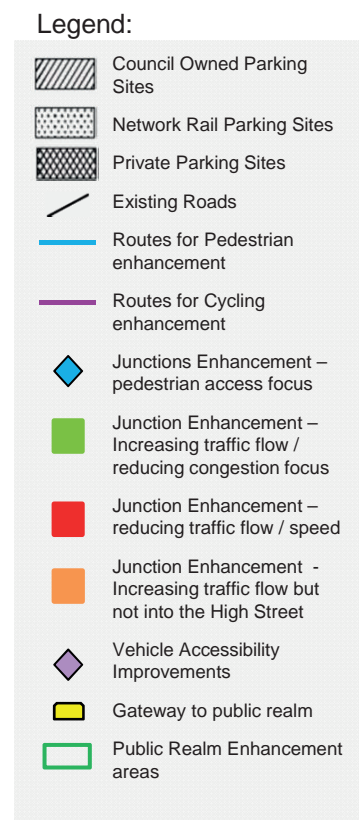 Legend:
Council Owned Parking
Sites
Network Rail Parking Sites
Private Parking Sites
Existing Roads
Routes for Pedestrian
enhancement
Routes for Cycling
enhancement
Junctions Enhancement –
pedestrian access focus
Junction Enhancement –
Increasing traffic flow /
reducing congestion focus
Junction Enhancement –
reducing traffic flow / speed
Junction Enhancement -
Increasing traffic flow but
not into the High Street
Vehicle Accessibility
Improvements
Gateway to public realm
Public Realm Enhancement
areas